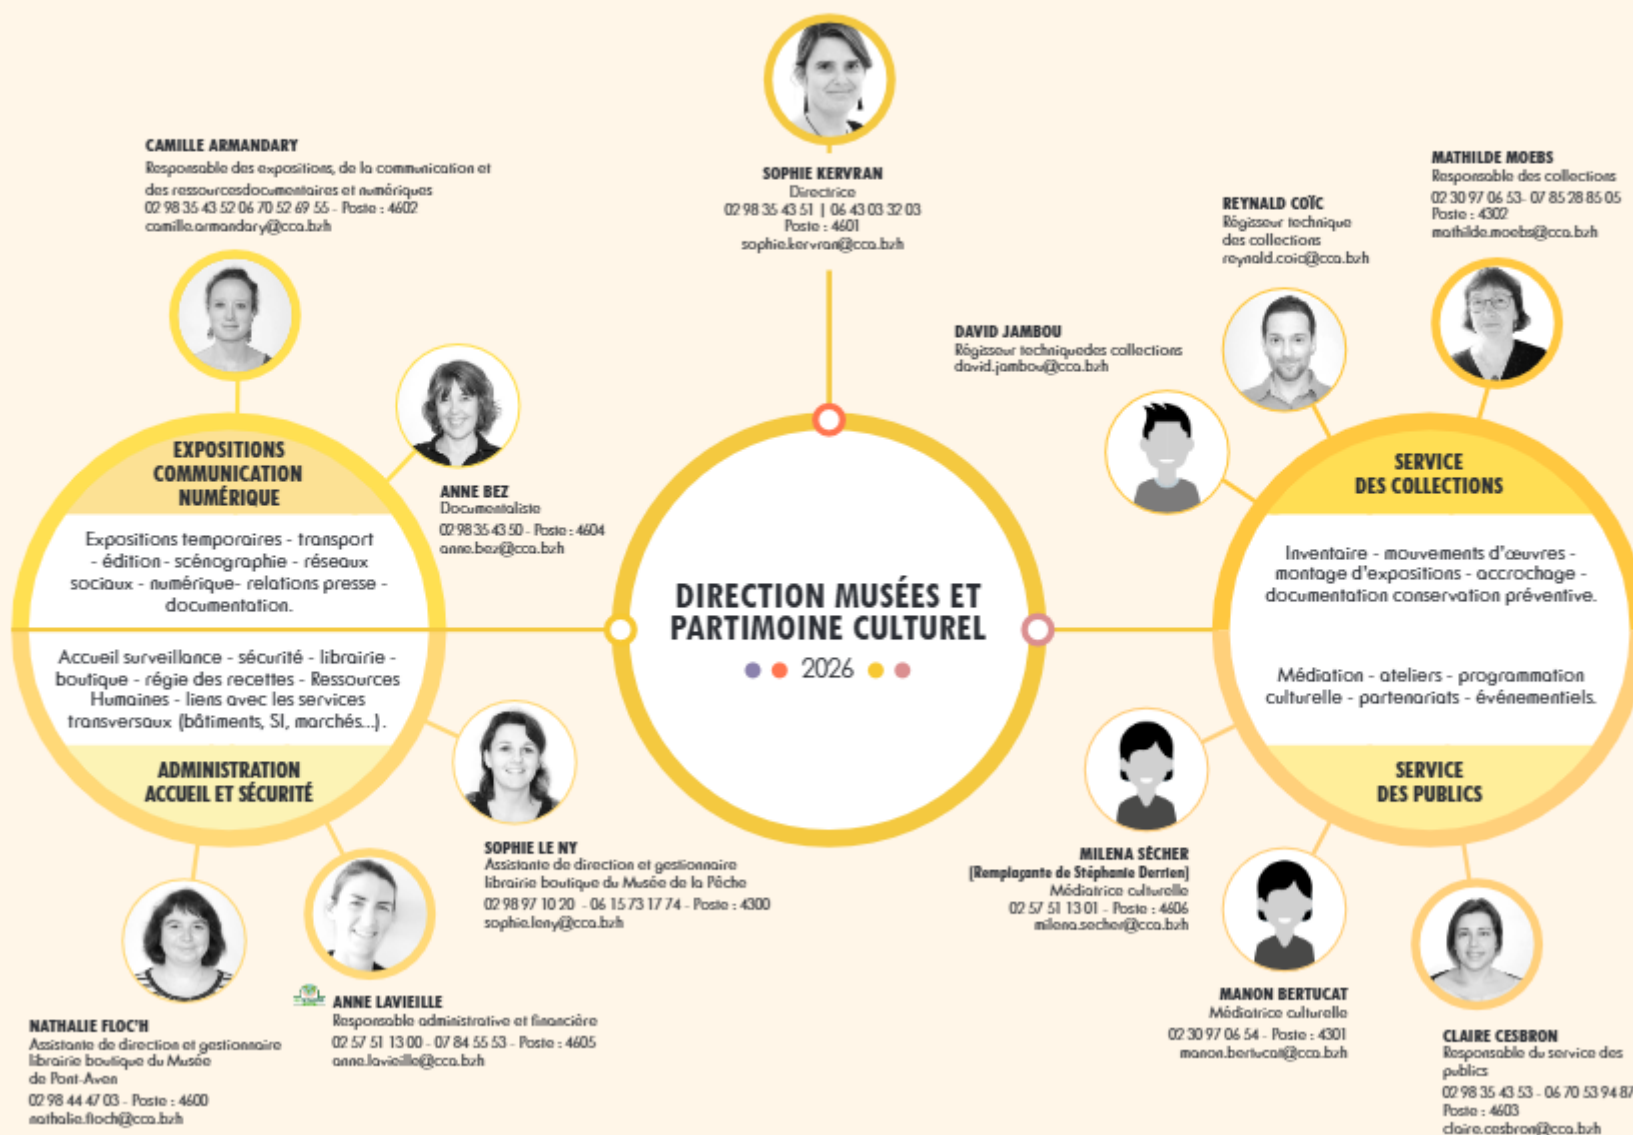 SOPHIE KERVRAN
Directrice
02 98 35 43 51 | 06 43 03 32 03
Poste : 4601
sophie.kervran@cca.bzh
CAMILLE ARMANDARY
Responsable des expositions, de la communication et
des ressourcesdocumentaires et numériques
02 98 35 43 52 06 70 52 69 55 - Poste : 4602
camille.armandary@cca.bzh
MATHILDE MOEBS
Responsable des collections
02 30 97 06 53- 07 85 28 85 05
Poste : 4302
mathilde.moebs@cca.bzh
REYNALD COÏC
Régisseur technique
des collections
reynald.coic@cca.bzh
DAVID JAMBOU
Régisseur techniquedes collections
david.jambou@cca.bzh
ANNE BEZ
Documentaliste
02 98 35 43 50 - Poste : 4604
anne.bez@cca.bzh
EXPOSITIONS
COMMUNICATION
NUMÉRIQUE
Expositions temporaires - transport
- édition - scénographie - réseaux
sociaux - numérique- relations presse -
documentation.
Accueil surveillance - sécurité - librairie -
boutique - régie des recettes - Ressources
Humaines - liens avec les services
transversaux (bâtiments, SI, marchés...).
ADMINISTRATION
ACCUEIL ET SÉCURITÉ
DIRECTION MUSÉES ET
PARTIMOINE CULTUREL
2026
SERVICE
DES COLLECTIONS
Inventaire - mouvements d'œuvres -
montage d'expositions - accrochage -
documentation conservation préventive.
Médiation - ateliers - programmation
culturelle - partenariats - événementiels.
SERVICE
DES PUBLICS
SOPHIE LE NY
Assistante de direction et gestionnaire
librairie boutique du Musée de la Pêche
02 98 97 10 20 - 06 15 73 17 74 - Poste : 4300
sophie.leny@cca.bzh
MILENA SÉCHER
(Remplaçante de Stéphanie Derrien)
Médiatrice culturelle
02 57 51 13 01 - Poste : 4606
milena.secher@cca.bzh
ANNE LAVIEILLE
Responsable administrative et financière
02 57 51 13 00 - 07 84 55 53 - Poste : 4605
anne.lavieille@cca.bzh
NATHALIE FLOC'H
Assistante de direction et gestionnaire
librairie boutique du Musée
de Pont-Aven
02 98 44 47 03 - Poste : 4600
nathalie.floch@cca.bzh
MANON BERTUCAT
Médiatrice culturelle
02 30 97 06 54 - Poste : 4301
manon.bertucat@cca.bzh
CLAIRE CESBRON
Responsable du service des
publics
02 98 35 43 53 - 06 70 53 94 87
Poste : 4603
claire.cesbron@cca.bzh